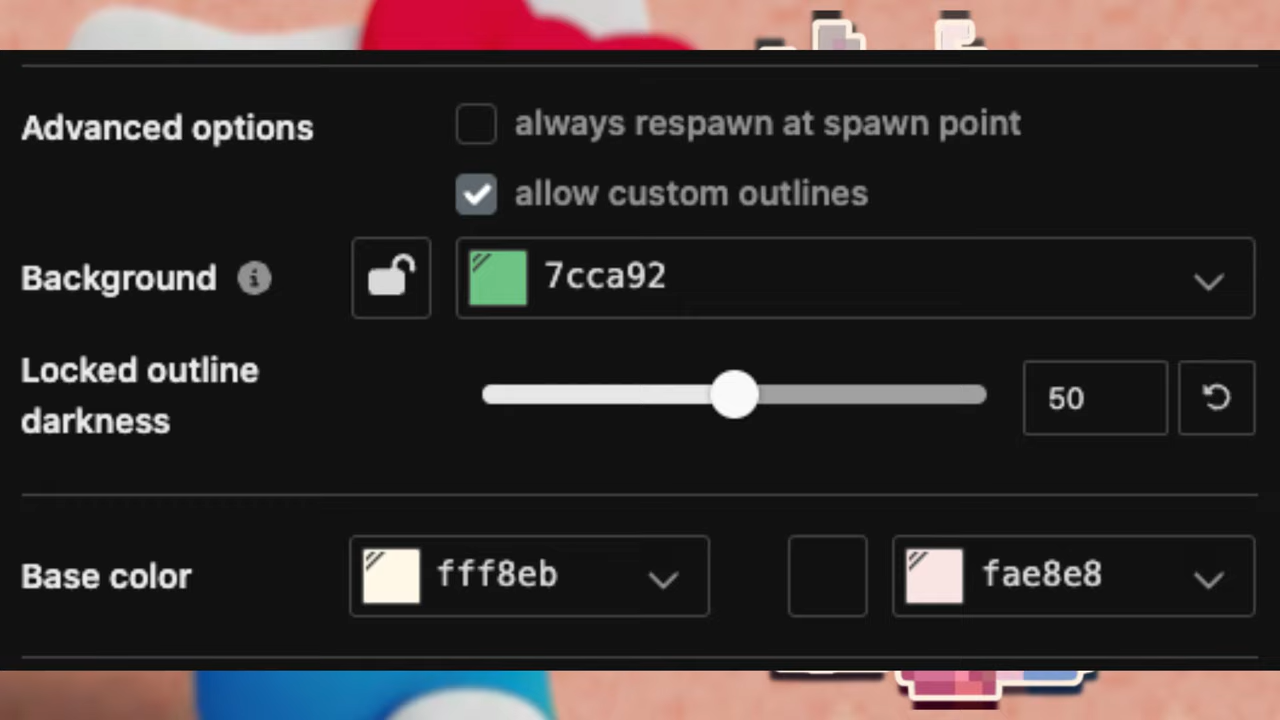 Advanced options
always respawn at spawn point
allow custom outlines
Background
7cca92
Locked outline
darkness
50
Base color
fff8eb
fae8e8